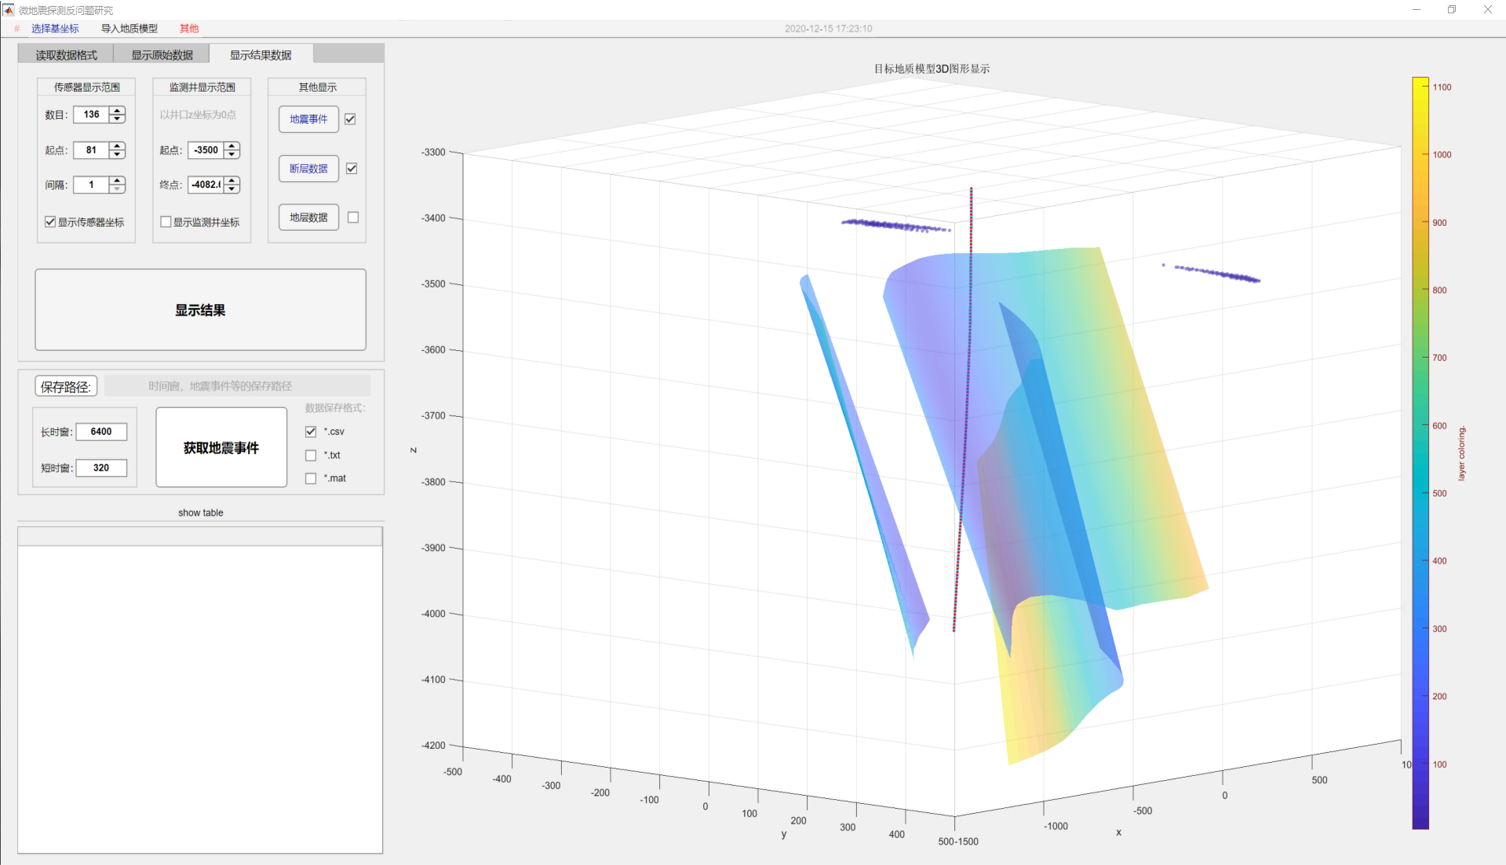 微地震探测反问题研究
选择基坐标 导入地质模型 其他
2020-12-15 17:23:10
读取数据格式 显示原始数据 显示结果数据
传感器显示范围 监测井显示范围 其他显示
数目: 136 以井口z坐标为0点 地震事件
起点: 81 起点: -3500 断层数据
间隔: 1 终点: -4082.( 地层数据
显示传感器坐标 显示监测井坐标
显示结果
保存路径: 时间窗，地震事件等的保存路径
数据保存格式:
长时窗: 6400 获取地震事件 *.csv
短时窗: 320 *.txt
*.mat
show table
目标地质模型3D图形显示
-3300
-3400
-3500
-3600
-3700
-3800
-3900
-4000
-4100
-4200
z
-500 -400 -300 -200 -100 0 100 200 300 400 500
y
-1500 -1000 -500 0 500 10
x
1100
1000
900
800
700
600
500
400
300
200
100
layer coloring.